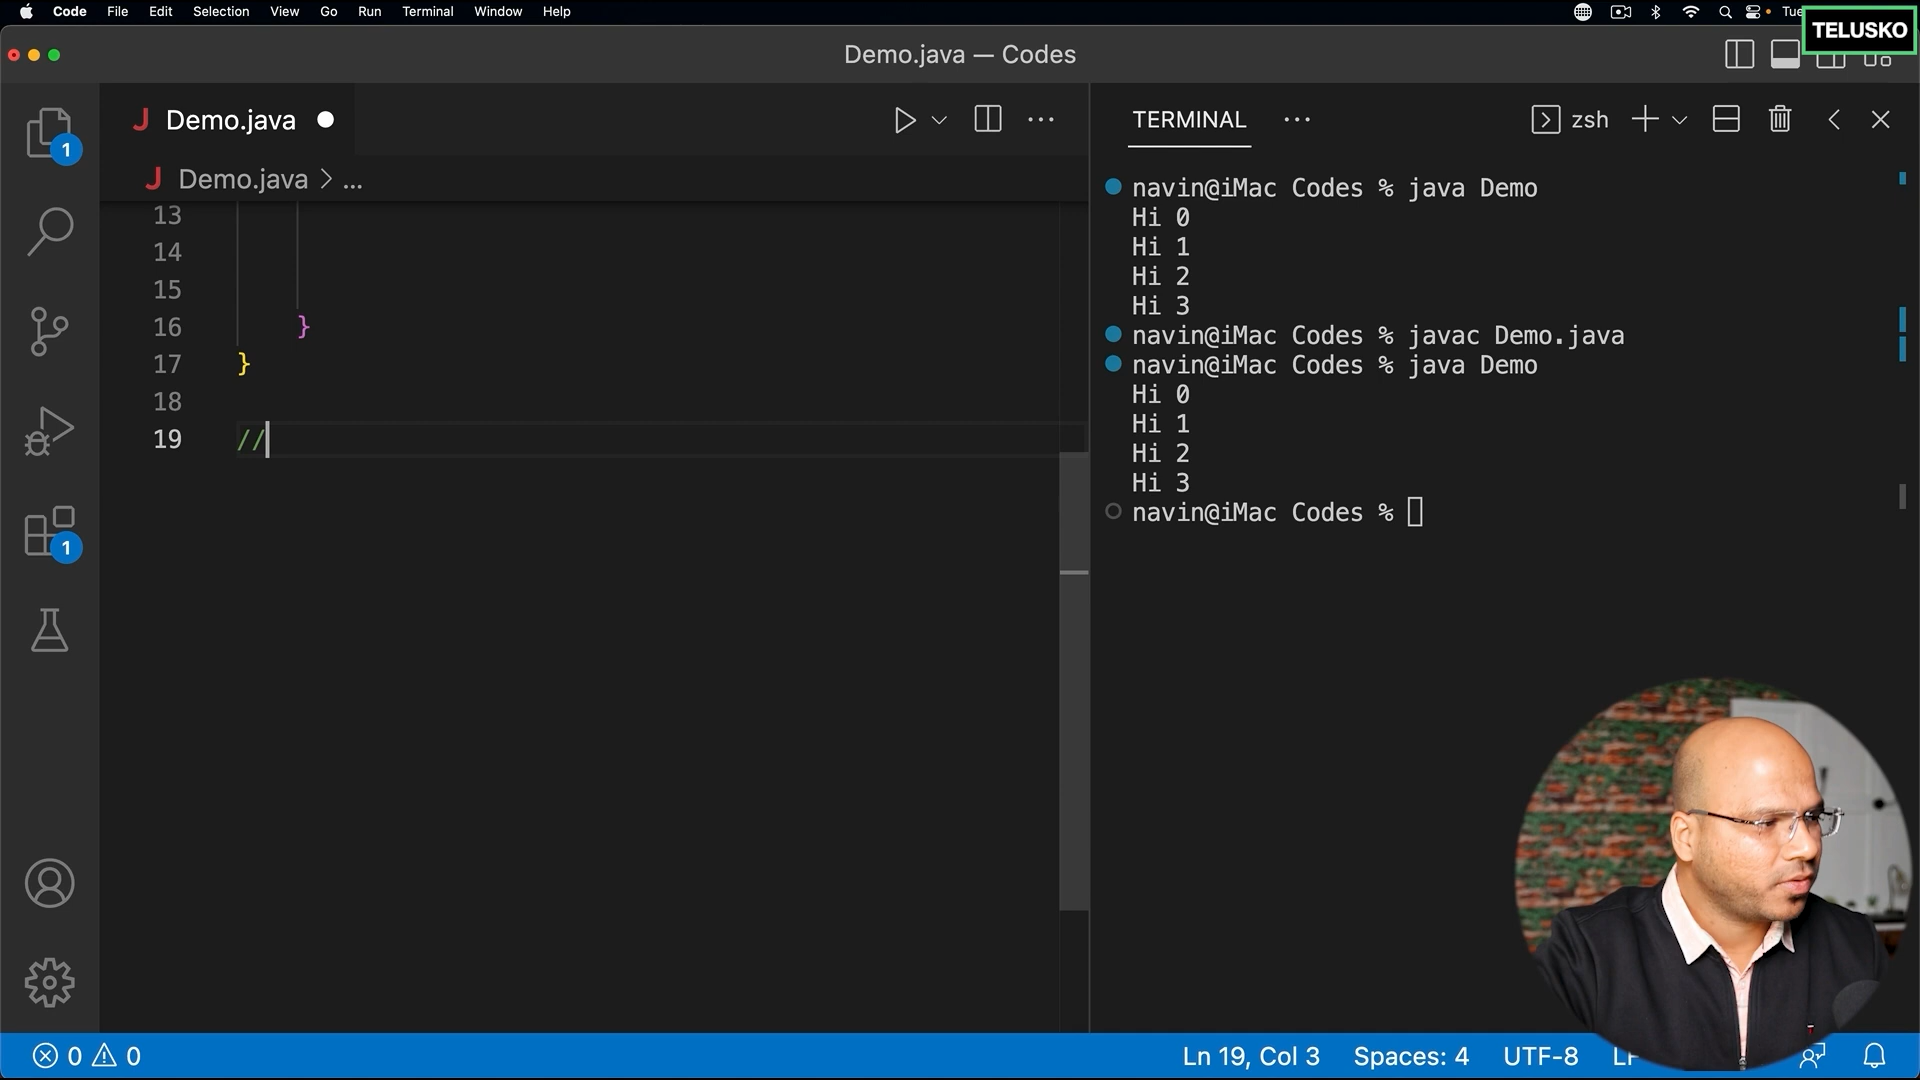 Code File Edit Selection View Go Run Terminal Window Help
TELUSKO
Demo.java — Codes
J Demo.java
J Demo.java > ...
TERMINAL ...
zsh
13
14
15
16 }
17 }
18
19 //
navin@iMac Codes % java Demo
Hi 0
Hi 1
Hi 2
Hi 3
navin@iMac Codes % javac Demo.java
navin@iMac Codes % java Demo
Hi 0
Hi 1
Hi 2
Hi 3
navin@iMac Codes %
1
1
0 0
Ln 19, Col 3 Spaces: 4 UTF-8